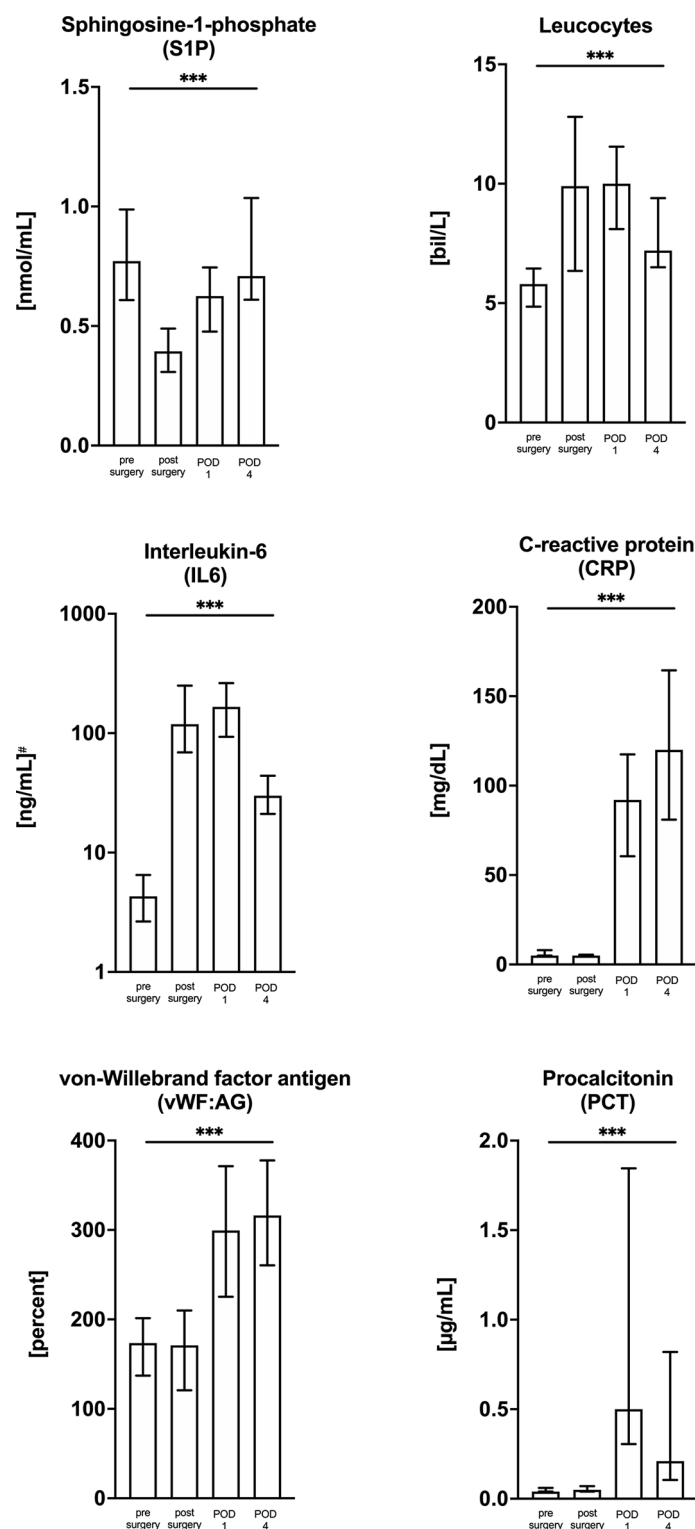 Sphingosine-1-phosphate
(S1P)
***
1.5
1.0
0.5
0.0
[nmol/mL]
pre
surgery
post
surgery
POD
1
POD
4
Leucocytes
***
15
10
5
0
[bil/L]
pre
surgery
post
surgery
POD
1
POD
4
Interleukin-6
(IL6)
***
1000
100
10
1
[ng/mL]#
pre
surgery
post
surgery
POD
1
POD
4
C-reactive protein
(CRP)
***
200
150
100
50
0
[mg/dL]
pre
surgery
post
surgery
POD
1
POD
4
von-Willebrand factor antigen
(vWF:AG)
***
400
300
200
100
0
[percent]
pre
surgery
post
surgery
POD
1
POD
4
Procalcitonin
(PCT)
***
2.0
1.5
1.0
0.5
0.0
[µg/mL]
pre
surgery
post
surgery
POD
1
POD
4